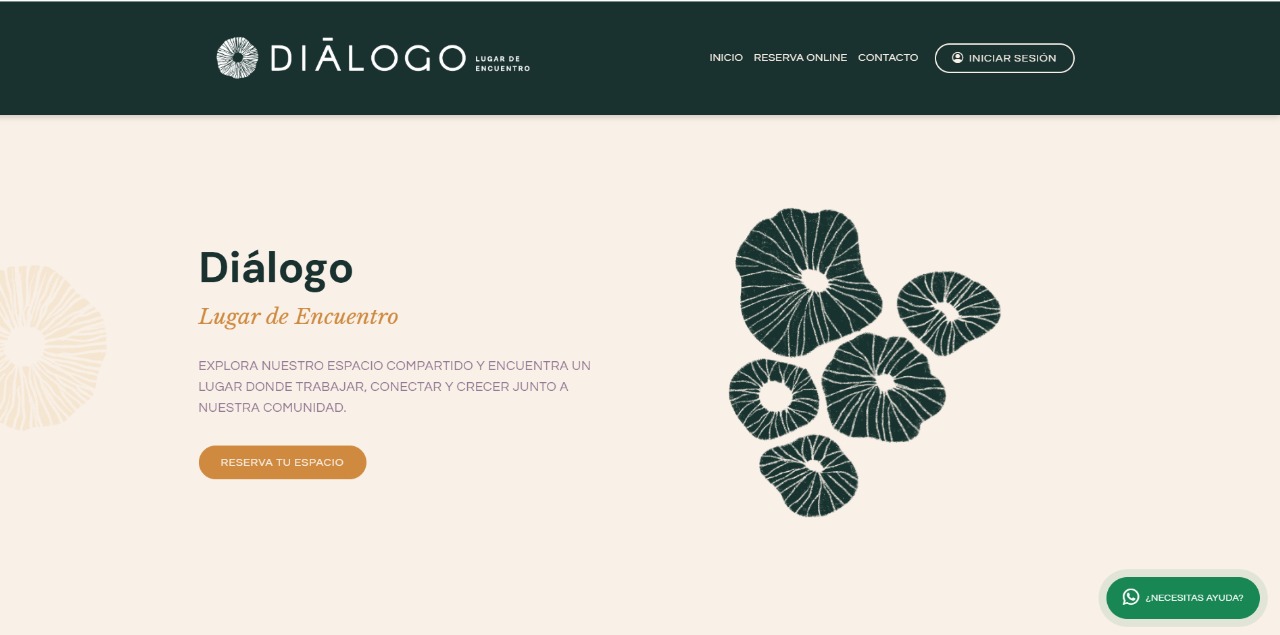 DIĀLOGO LUGAR DE
ENCUENTRO
INICIO RESERVA ONLINE CONTACTO INICIAR SESIÓN
Diálogo
Lugar de Encuentro
EXPLORA NUESTRO ESPACIO COMPARTIDO Y ENCUENTRA UN
LUGAR DONDE TRABAJAR, CONECTAR Y CRECER JUNTO A
NUESTRA COMUNIDAD.
RESERVA TU ESPACIO
¿NECESITAS AYUDA?